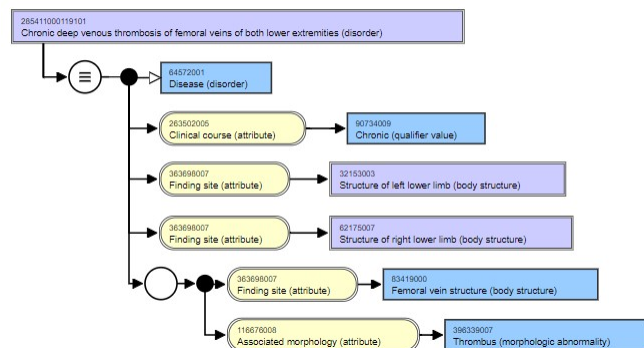 285411000119101
Chronic deep venous thrombosis of femoral veins of both lower extremities (disorder)
64572001
Disease (disorder)
263502005
Clinical course (attribute)
90734009
Chronic (qualifier value)
363698007
Finding site (attribute)
32153003
Structure of left lower limb (body structure)
363698007
Finding site (attribute)
62175007
Structure of right lower limb (body structure)
363698007
Finding site (attribute)
83419000
Femoral vein structure (body structure)
116676008
Associated morphology (attribute)
396339007
Thrombus (morphologic abnormality)